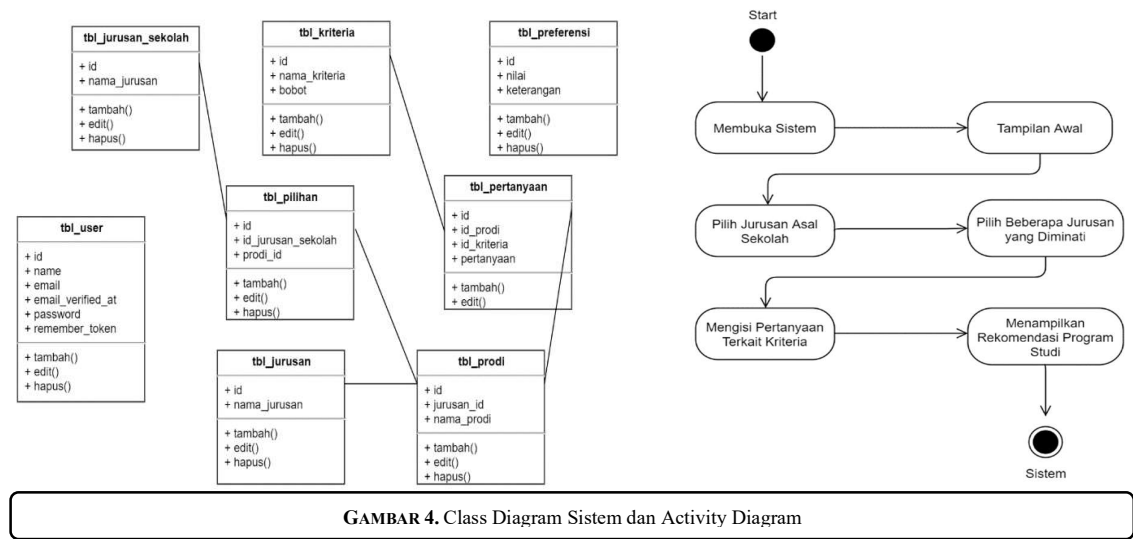 tbl_jurusan_sekolah
+ id
+ nama_jurusan
+ tambah()
+ edit()
+ hapus()
tbl_kriteria
+ id
+ nama_kriteria
+ bobot
+ tambah()
+ edit()
+ hapus()
tbl_preferensi
+ id
+ nilai
+ keterangan
+ tambah()
+ edit()
+ hapus()
tbl_user
+ id
+ name
+ email
+ email_verified_at
+ password
+ remember_token
+ tambah()
+ edit()
+ hapus()
tbl_pilihan
+ id
+ id_jurusan_sekolah
+ prodi_id
+ tambah()
+ edit()
+ hapus()
tbl_pertanyaan
+ id
+ id_prodi
+ id_kriteria
+ pertanyaan
+ tambah()
+ edit()
tbl_jurusan
+ id
+ nama_jurusan
+ tambah()
+ edit()
+ hapus()
tbl_prodi
+ id
+ jurusan_id
+ nama_prodi
+ tambah()
+ edit()
+ hapus()
Start
Membuka Sistem
Tampilan Awal
Pilih Jurusan Asal
Sekolah
Pilih Beberapa Jurusan
yang Diminati
Mengisi Pertanyaan
Terkait Kriteria
Menampilkan
Rekomendasi Program
Studi
Sistem
GAMBAR 4. Class Diagram Sistem dan Activity Diagram